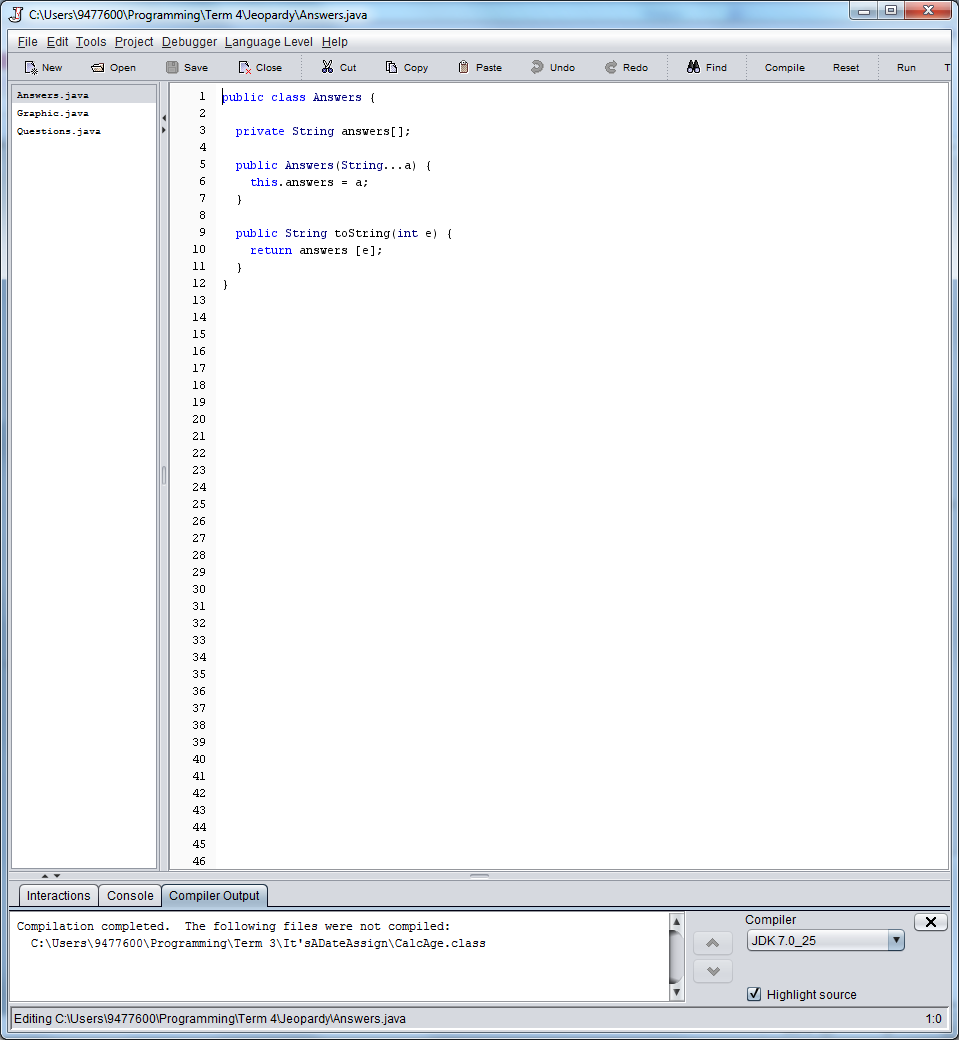 C:\Users\9477600\Programming\Term 4\Jeopardy\Answers.java
File Edit Tools Project Debugger Language Level Help
New Open Save Close Cut Copy Paste Undo Redo Find Compile Reset Run T
Answers.java
Graphic.java
Questions.java
1 public class Answers {
2
3 private String answers[];
4
5 public Answers(String...a) {
6 this.answers = a;
7 }
8
9 public String toString(int e) {
10 return answers [e];
11 }
12 }
13
14
15
16
17
18
19
20
21
22
23
24
25
26
27
28
29
30
31
32
33
34
35
36
37
38
39
40
41
42
43
44
45
46
Interactions Console Compiler Output
Compilation completed.  The following files were not compiled:
C:\Users\9477600\Programming\Term 3\It'sADateAssign\CalcAge.class
Compiler
JDK 7.0_25
Highlight source
Editing C:\Users\9477600\Programming\Term 4\Jeopardy\Answers.java 1:0